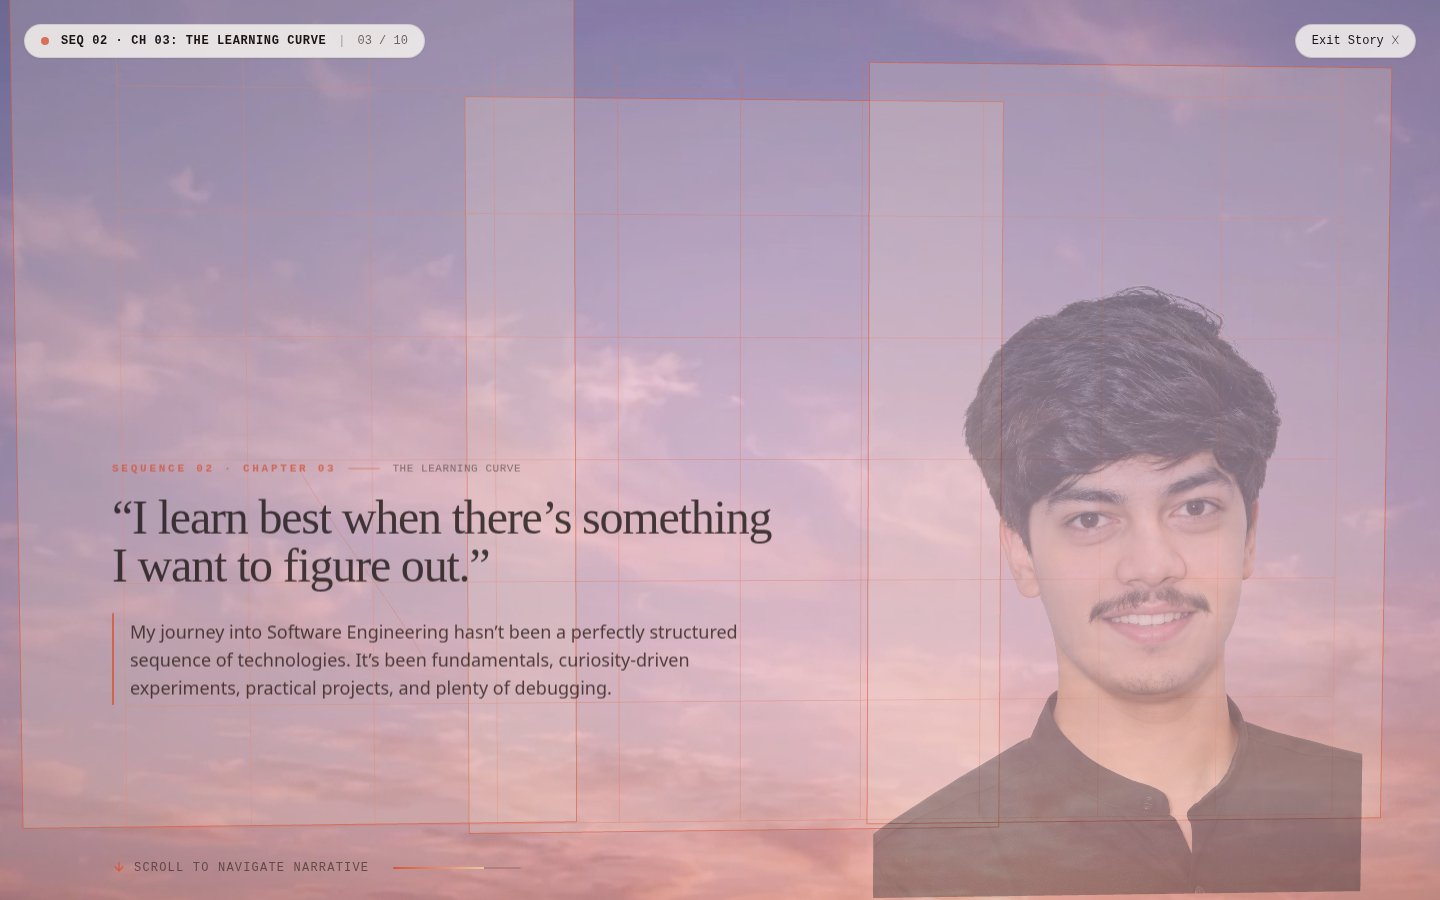 SEQ 02 · CH 03: THE LEARNING CURVE | 03 / 10
Exit Story X
SEQUENCE 02 · CHAPTER 03 THE LEARNING CURVE
“I learn best when there’s something
I want to figure out.”
My journey into Software Engineering hasn’t been a perfectly structured
sequence of technologies. It’s been fundamentals, curiosity-driven
experiments, practical projects, and plenty of debugging.
↓ SCROLL TO NAVIGATE NARRATIVE